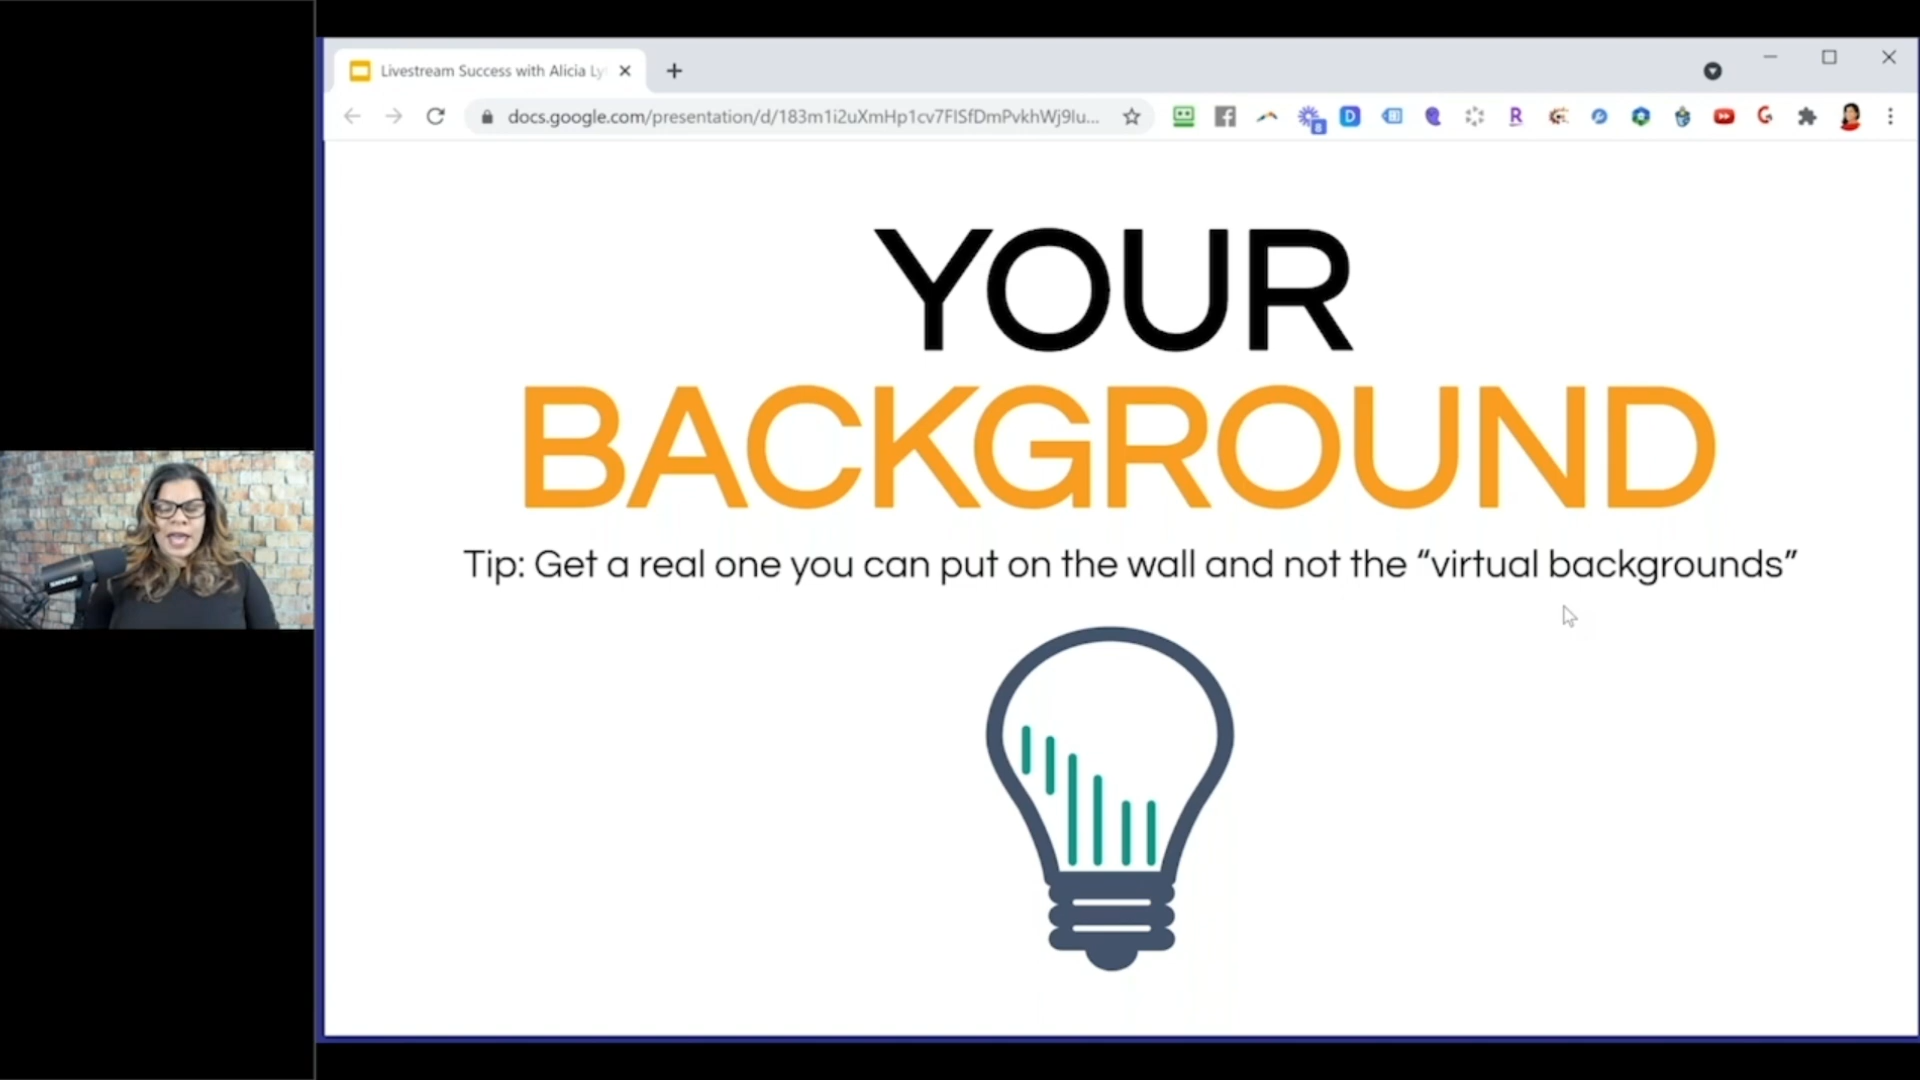 Livestream Success with Alicia Ly
docs.google.com/presentation/d/183m1i2uXmHp1cv7FISfDmPvkhWj9lu...
YOUR
BACKGROUND
Tip: Get a real one you can put on the wall and not the “virtual backgrounds”